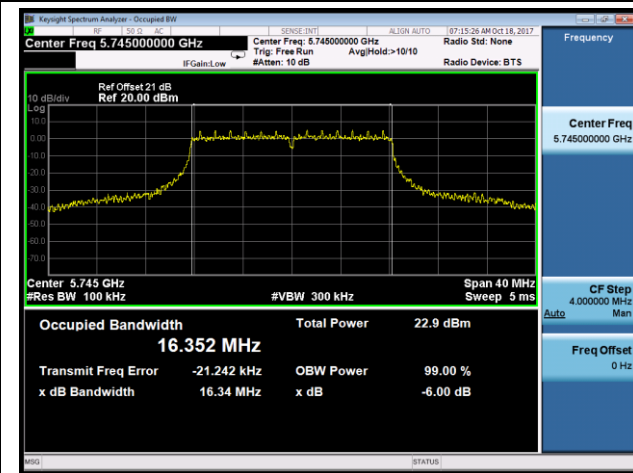 Keysight Spectrum Analyzer - Occupied BW
RF 50 Ω AC SENSE:INT ALIGN AUTO 07:15:26 AM Oct 18, 2017
Center Freq 5.745000000 GHz Center Freq: 5.745000000 GHz Radio Std: None
Trig: Free Run Avg|Hold:>10/10
IFGain:Low #Atten: 10 dB Radio Device: BTS
Ref Offset 21 dB
10 dB/div Ref 20.00 dBm
Log
10.0
0.00
-10.0
-20.0
-30.0
-40.0
-50.0
-60.0
-70.0
Center 5.745 GHz Span 40 MHz
#Res BW 100 kHz #VBW 300 kHz Sweep 5 ms
Occupied Bandwidth Total Power 22.9 dBm
16.352 MHz
Transmit Freq Error -21.242 kHz OBW Power 99.00 %
x dB Bandwidth 16.34 MHz x dB -6.00 dB
MSG STATUS
Frequency
Center Freq
5.745000000 GHz
CF Step
4.000000 MHz
Auto Man
Freq Offset
0 Hz